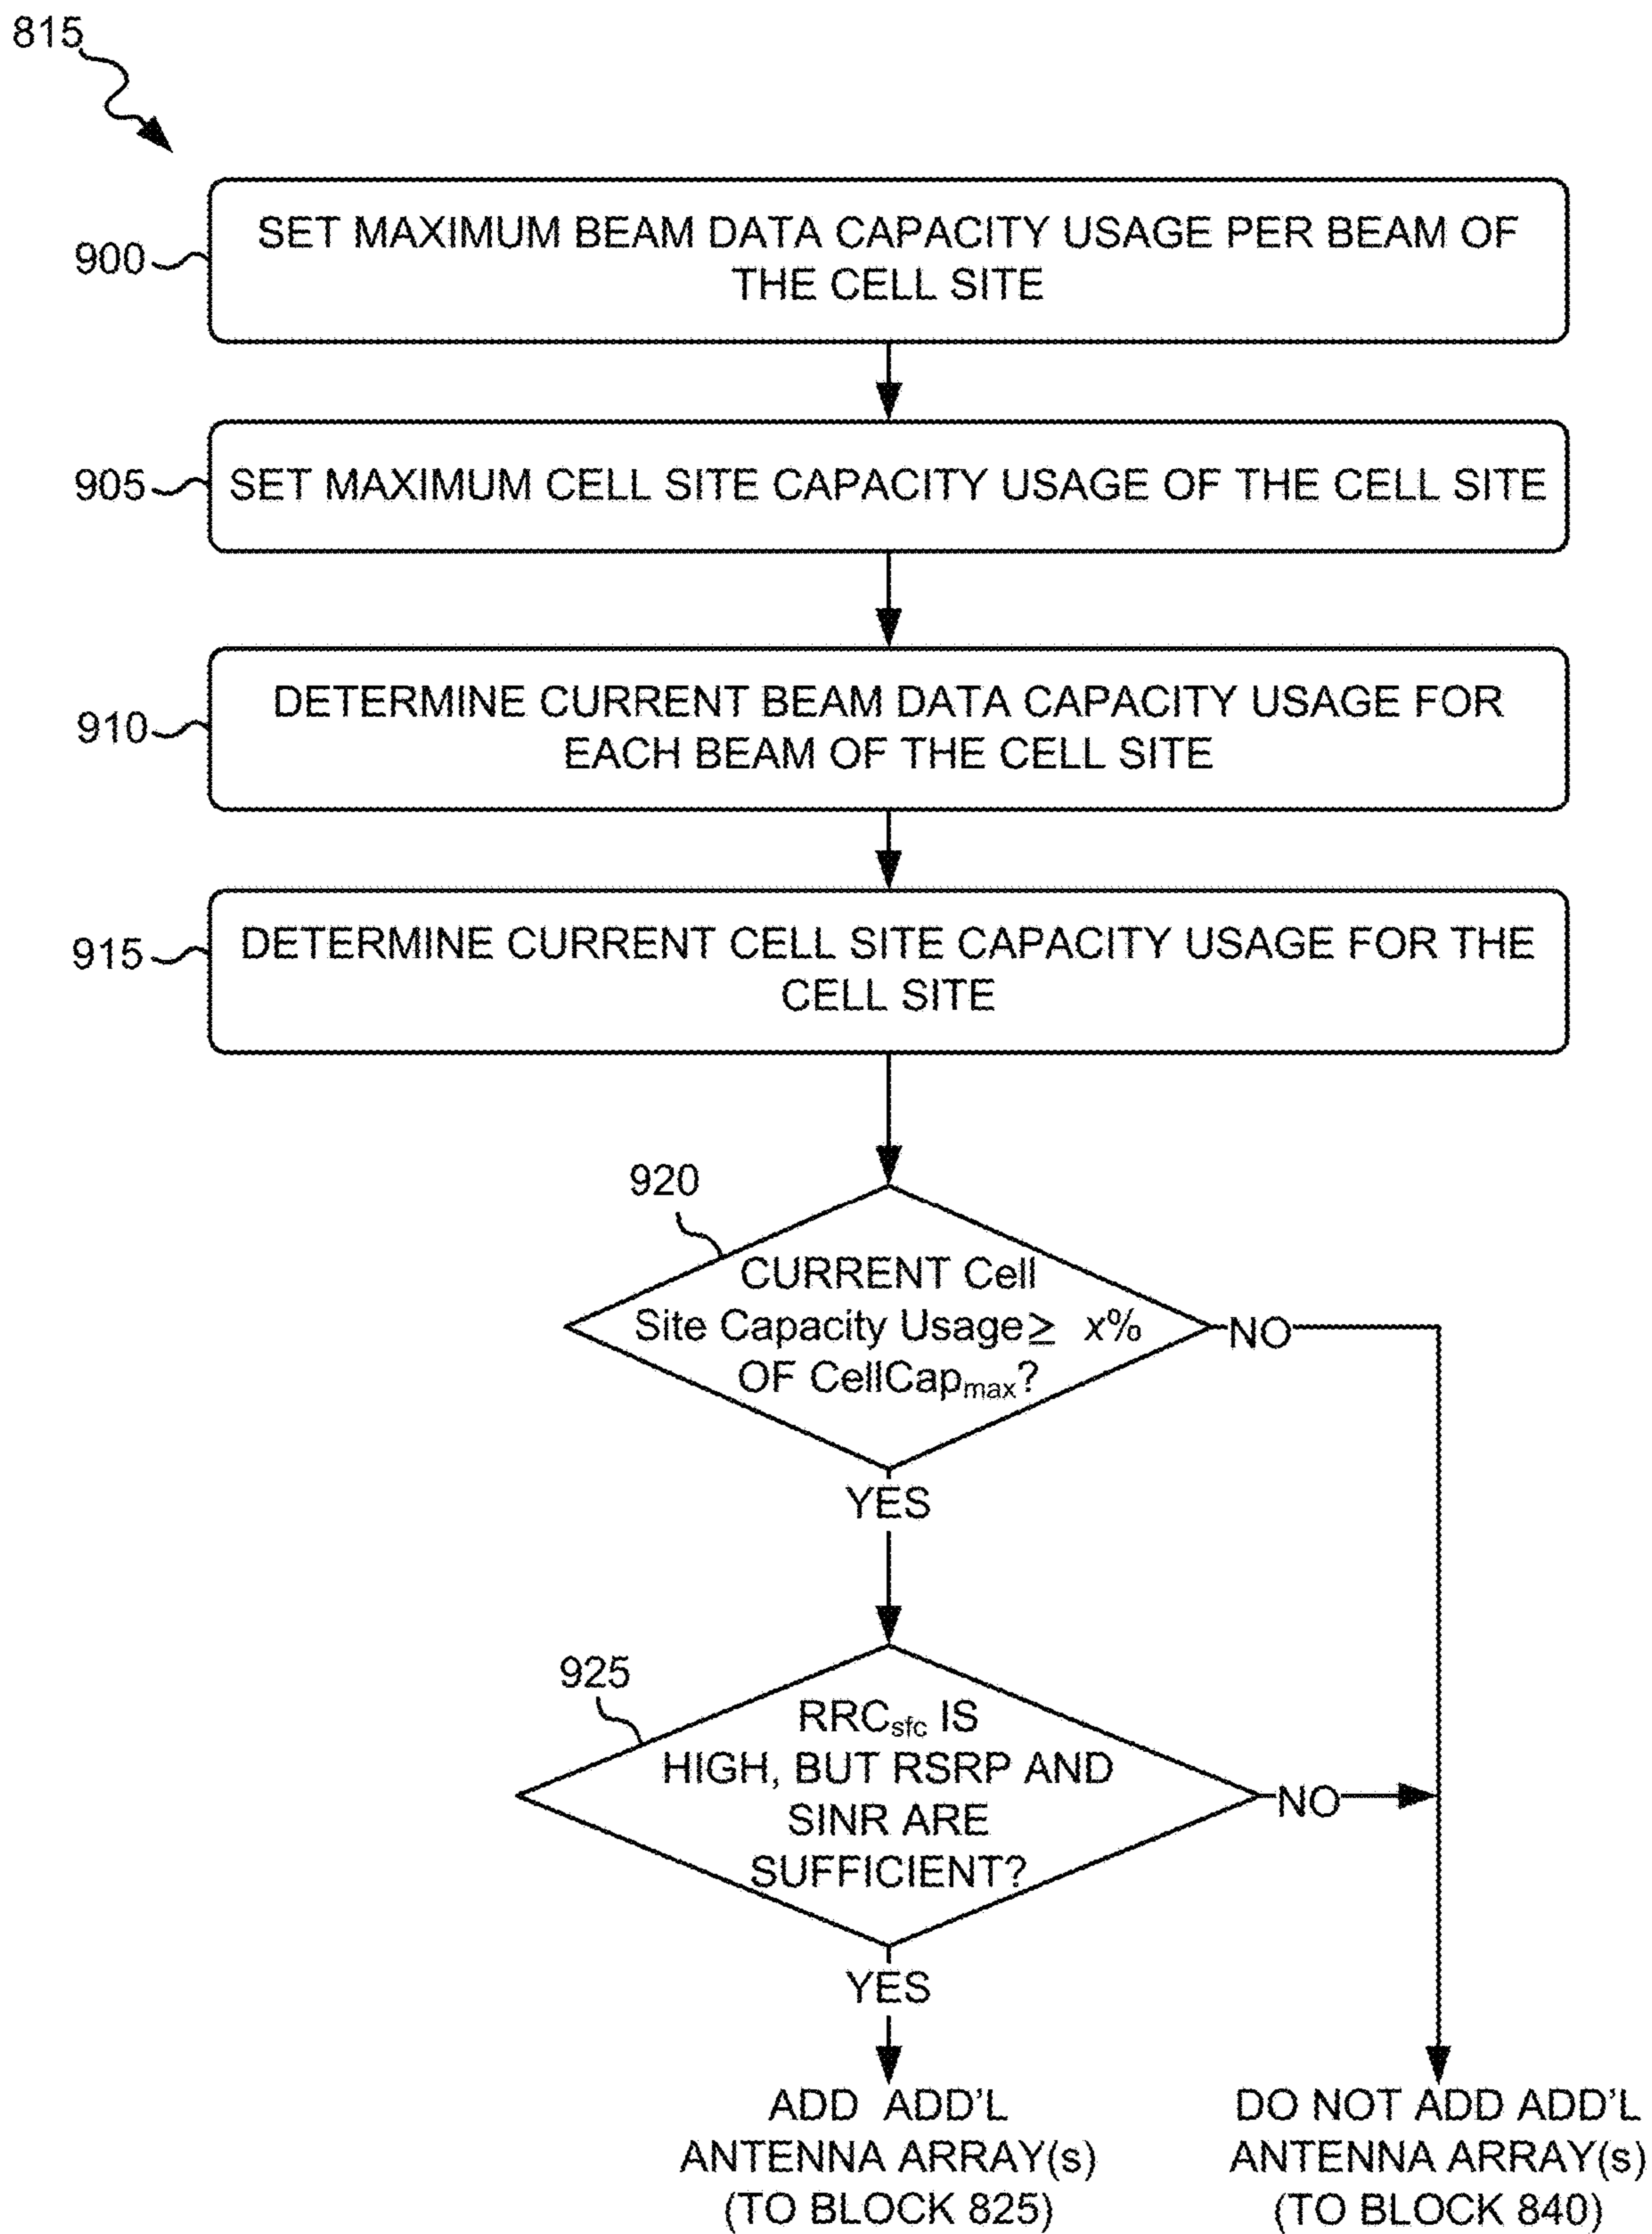 815
900
SET MAXIMUM BEAM DATA CAPACITY USAGE PER BEAM OF
THE CELL SITE
905
SET MAXIMUM CELL SITE CAPACITY USAGE OF THE CELL SITE
910
DETERMINE CURRENT BEAM DATA CAPACITY USAGE FOR
EACH BEAM OF THE CELL SITE
915
DETERMINE CURRENT CELL SITE CAPACITY USAGE FOR THE
CELL SITE
920
CURRENT Cell
Site Capacity Usage≥ x%
OF CellCapmax?
NO
YES
925
RRCsfc IS
HIGH, BUT RSRP AND
SINR ARE
SUFFICIENT?
NO
YES
ADD ADD'L
ANTENNA ARRAY(s)
(TO BLOCK 825)
DO NOT ADD ADD'L
ANTENNA ARRAY(s)
(TO BLOCK 840)